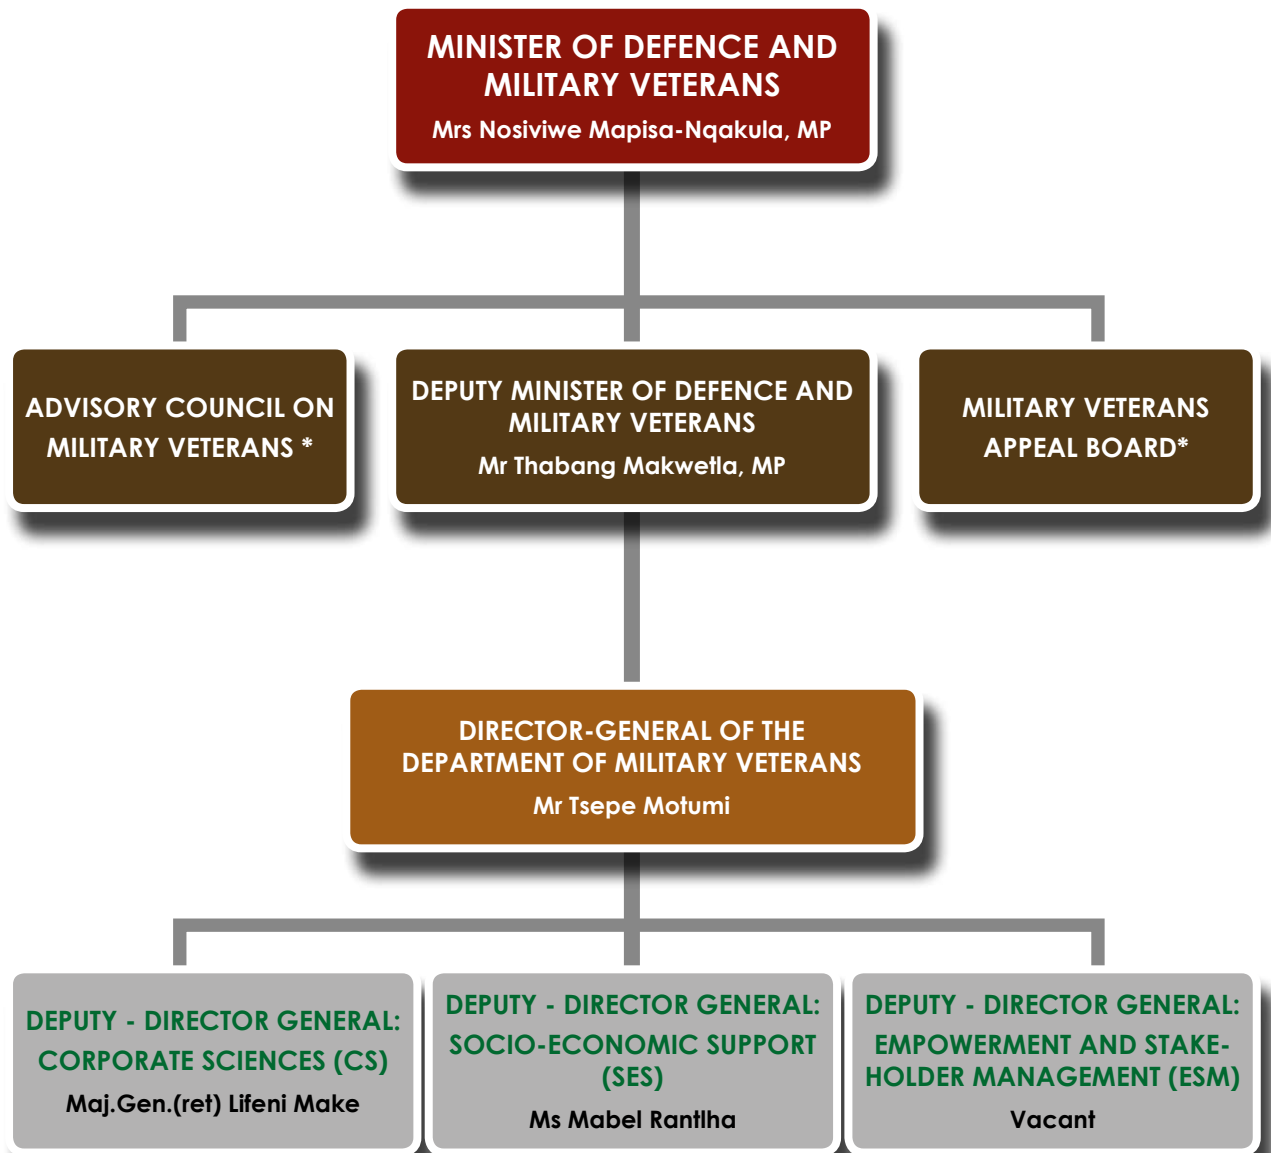 MINISTER OF DEFENCE AND
MILITARY VETERANS
Mrs Nosiviwe Mapisa-Nqakula, MP
ADVISORY COUNCIL ON
MILITARY VETERANS *
DEPUTY MINISTER OF DEFENCE AND
MILITARY VETERANS
Mr Thabang Makwetla, MP
MILITARY VETERANS
APPEAL BOARD*
DIRECTOR-GENERAL OF THE
DEPARTMENT OF MILITARY VETERANS
Mr Tsepe Motumi
DEPUTY - DIRECTOR GENERAL:
CORPORATE SCIENCES (CS)
Maj.Gen.(ret) Lifeni Make
DEPUTY - DIRECTOR GENERAL:
SOCIO-ECONOMIC SUPPORT
(SES)
Ms Mabel Rantlha
DEPUTY - DIRECTOR GENERAL:
EMPOWERMENT AND STAKE-
HOLDER MANAGEMENT (ESM)
Vacant